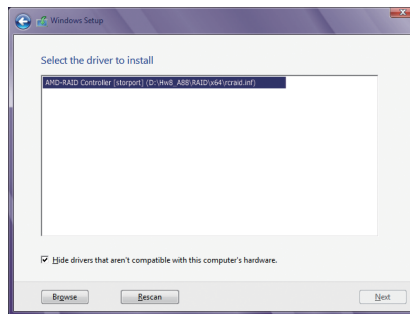 Windows Setup
Select the driver to install
AMD-RAID Controller [storport] (D:\Hw8_A88\RAID\x64\rcraid.inf)
Hide drivers that aren't compatible with this computer's hardware.
Browse
Rescan
Next